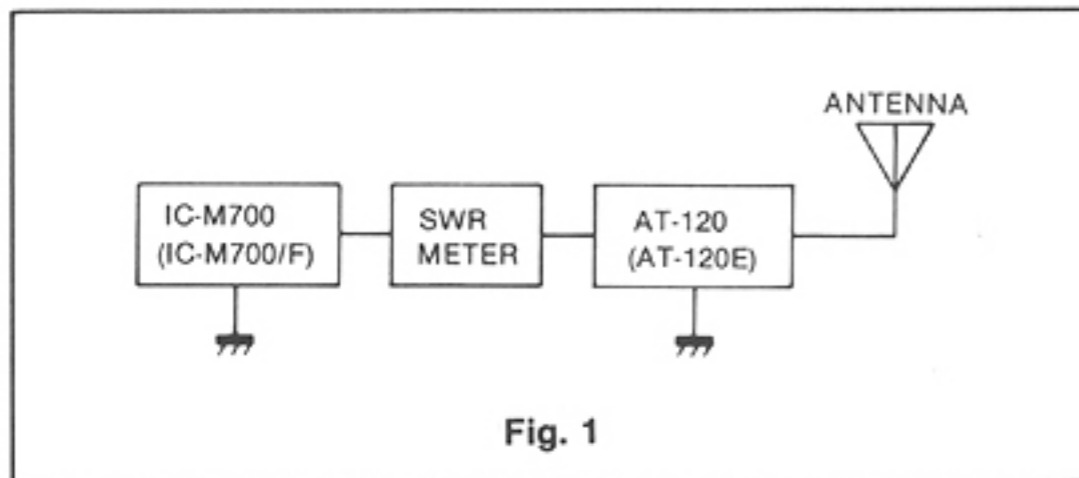 ANTENNA
IC-M700
(IC-M700/F)
SWR
METER
AT-120
(AT-120E)
Fig. 1